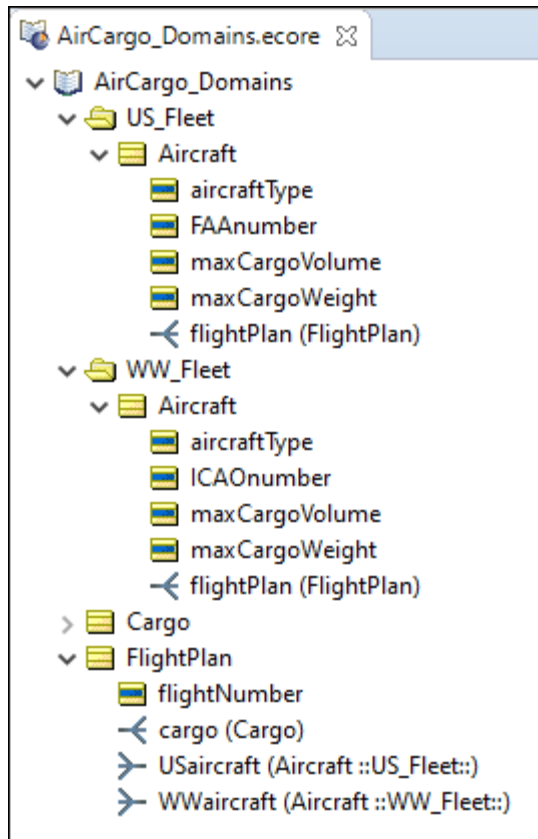 AirCargo_Domains.ecore
AirCargo_Domains
US_Fleet
Aircraft
aircraftType
FAAnumber
maxCargoVolume
maxCargoWeight
flightPlan (FlightPlan)
WW_Fleet
Aircraft
aircraftType
ICAOnumber
maxCargoVolume
maxCargoWeight
flightPlan (FlightPlan)
Cargo
FlightPlan
flightNumber
cargo (Cargo)
USaircraft (Aircraft ::US_Fleet::)
WWaircraft (Aircraft ::WW_Fleet::)